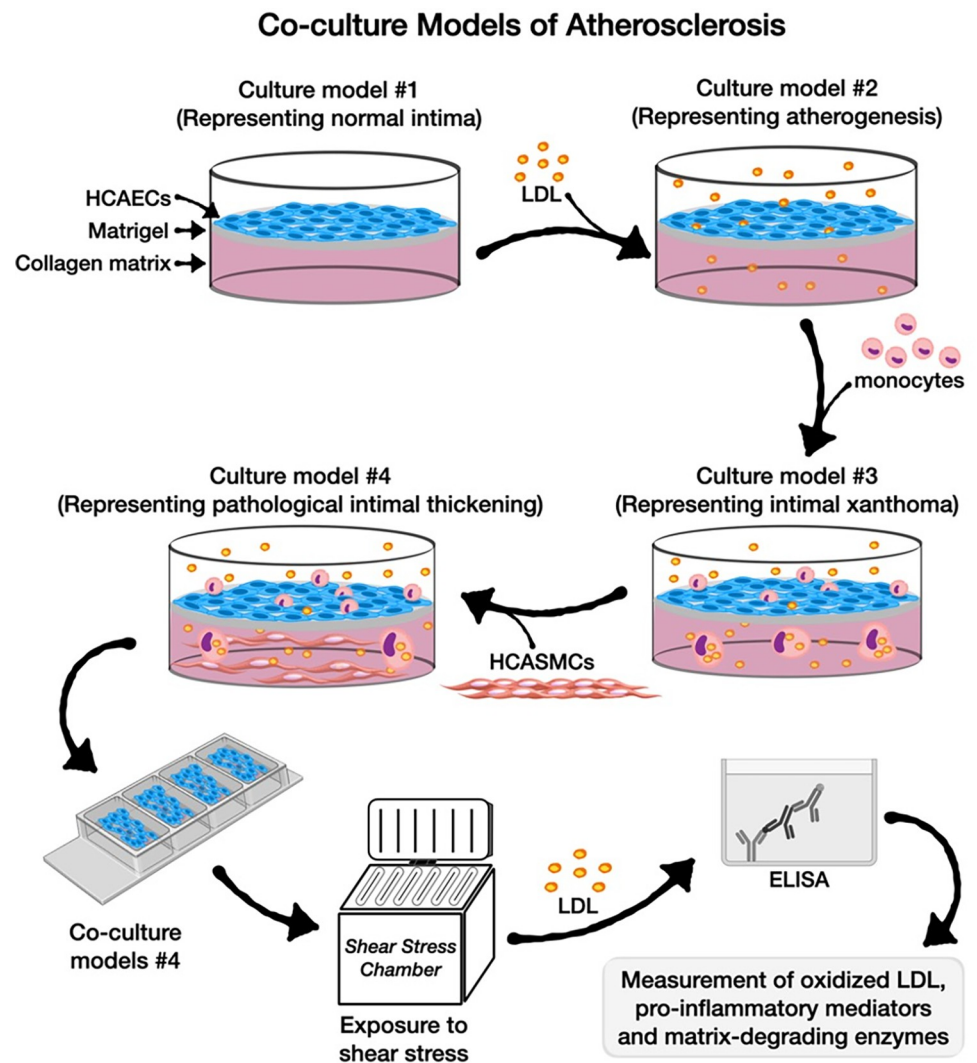 Co-culture Models of Atherosclerosis
Culture model #1
(Representing normal intima)
HCAECs
Matrigel
Collagen matrix
LDL
Culture model #2
(Representing atherogenesis)
monocytes
Culture model #3
(Representing intimal xanthoma)
HCASMCs
Culture model #4
(Representing pathological intimal thickening)
Co-culture
models #4
Shear Stress
Chamber
Exposure to
shear stress
LDL
ELISA
Measurement of oxidized LDL,
pro-inflammatory mediators
and matrix-degrading enzymes